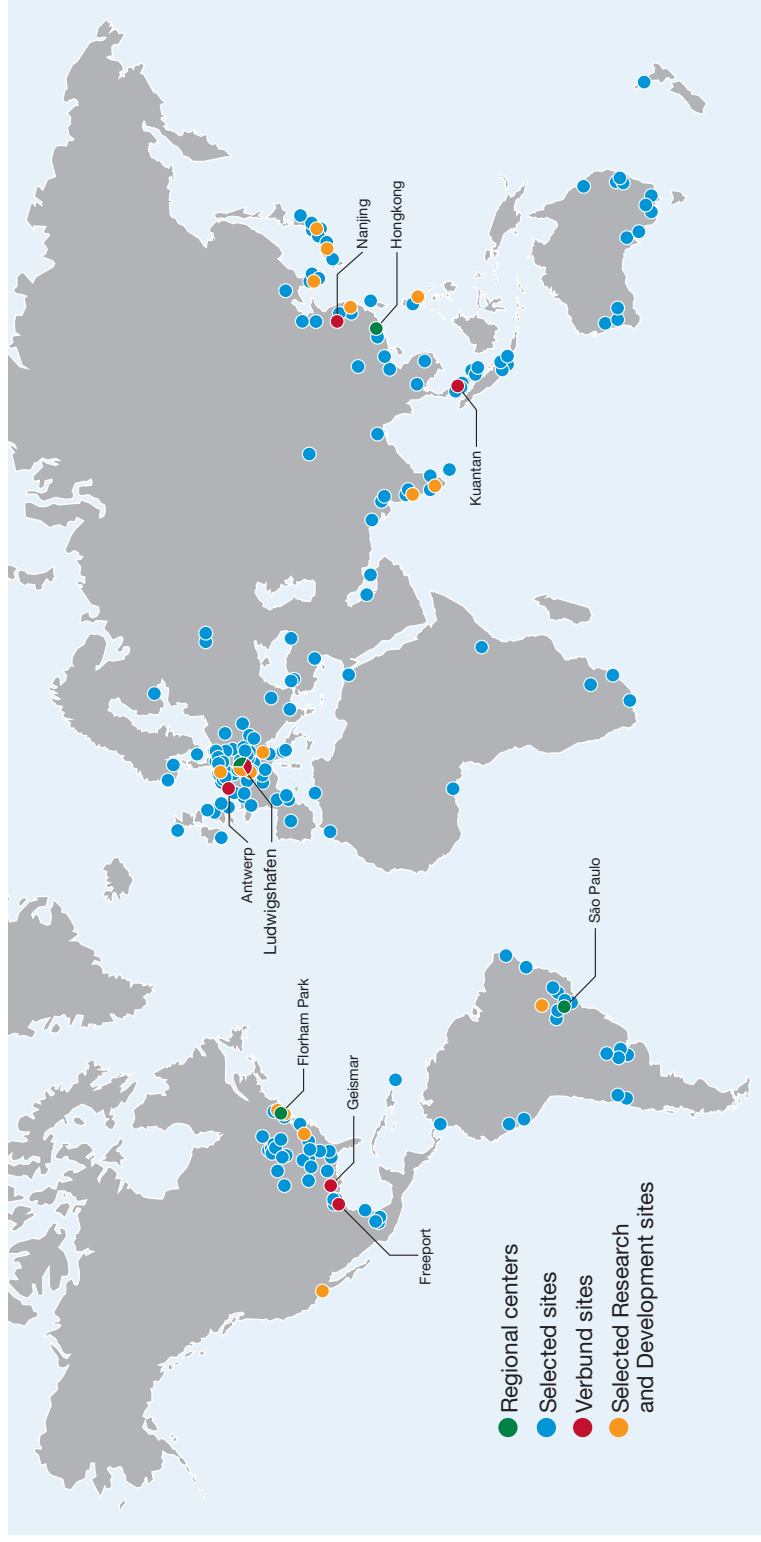 Florham Park
Geismar
Freeport
São Paulo
Antwerp
Ludwigshafen
Nanjing
Hongkong
Kuantan
Regional centers
Selected sites
Verbund sites
Selected Research
and Development sites